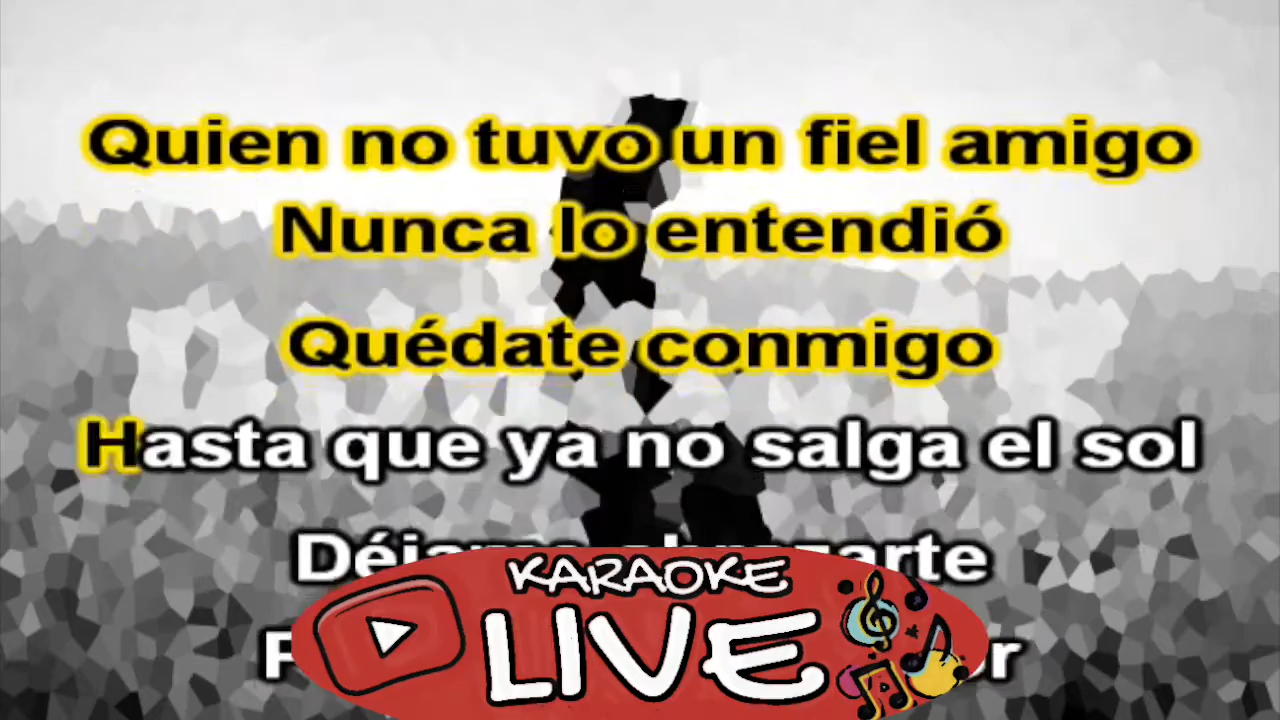 Quien no tuvo un fiel amigo
Nunca lo entendió
Quédate conmigo
Hasta que ya no salga el sol
KARAOKE
LIVE